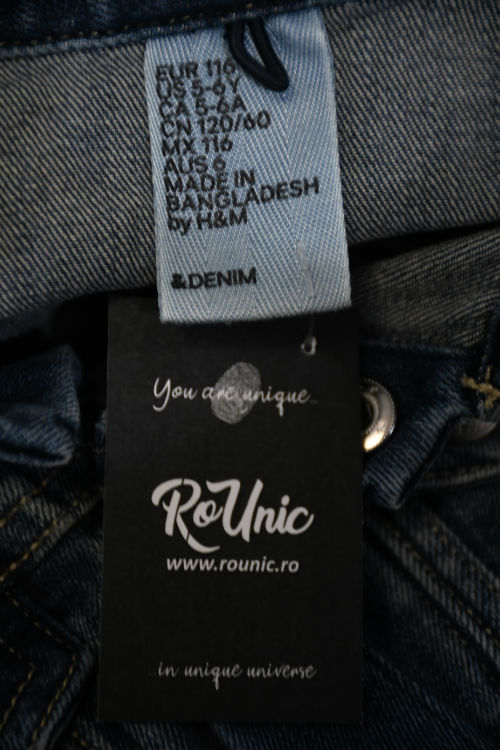 EUR 116
US 5-6Y
CA 5-6A
CN 120/60
MX 116
AUS 6
MADE IN
BANGLADESH
by H&M
&DENIM
You are unique...
RoUnic
www.rounic.ro
...in unique universe